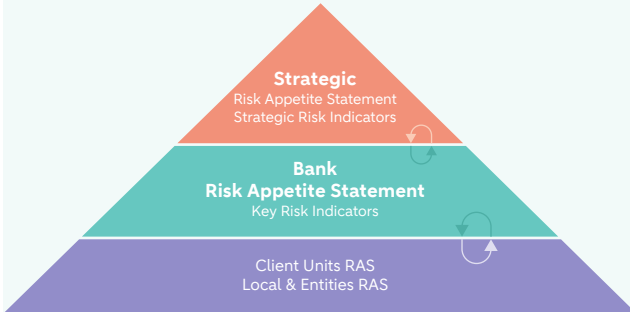 Strategic
Risk Appetite Statement
Strategic Risk Indicators
Bank
Risk Appetite Statement
Key Risk Indicators
Client Units RAS
Local & Entities RAS